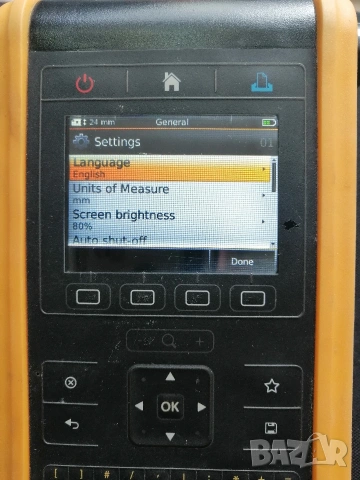 24 mm General
Settings 01
Language
English
Units of Measure
mm
Screen brightness
80%
Auto shut-off
Done
OK
BAZAR